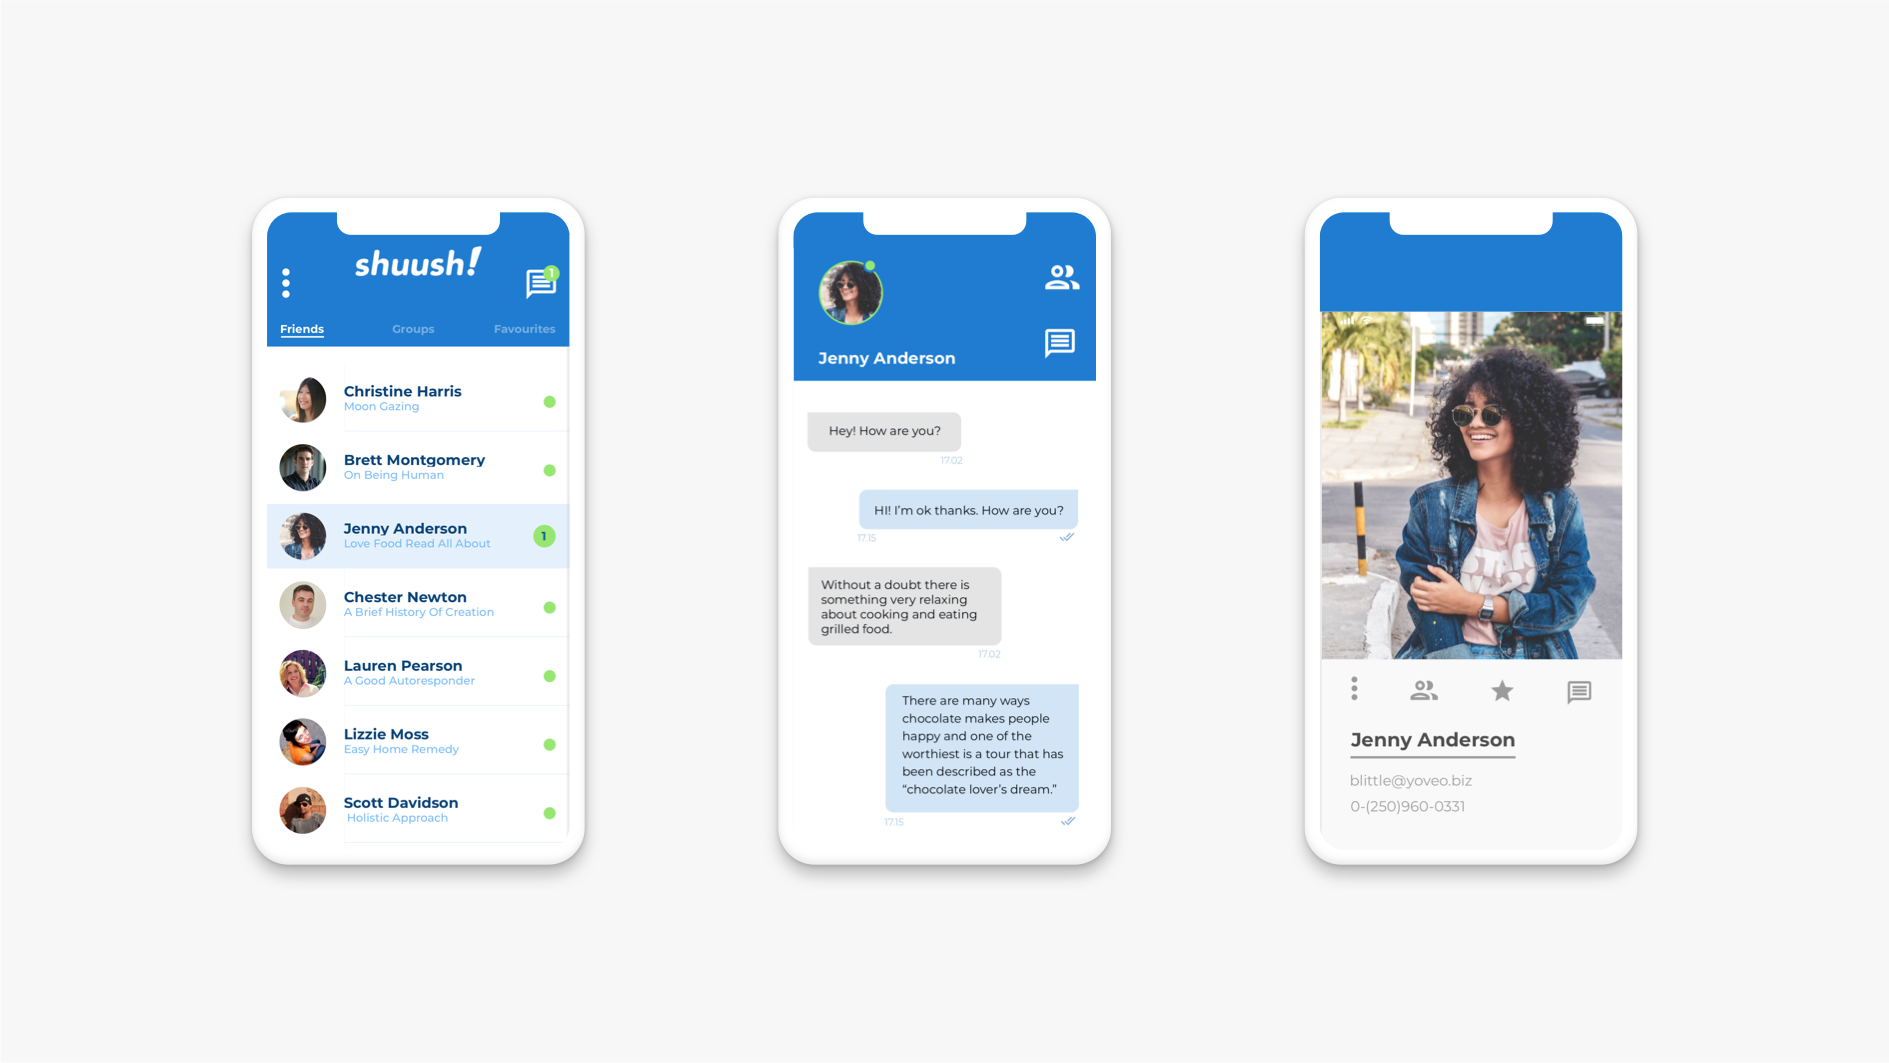 shuush!
1
Friends Groups Favourites
Christine Harris
Moon Gazing
Brett Montgomery
On Being Human
Jenny Anderson
Love Food Read All About
1
Chester Newton
A Brief History Of Creation
Lauren Pearson
A Good Autoresponder
Lizzie Moss
Easy Home Remedy
Scott Davidson
Holistic Approach
Jenny Anderson
Hey! How are you?
17.02
HI! I'm ok thanks. How are you?
17.15
Without a doubt there is
something very relaxing
about cooking and eating
grilled food.
17.02
There are many ways
chocolate makes people
happy and one of the
worthiest is a tour that has
been described as the
“chocolate lover’s dream.”
17.15
Jenny Anderson
blittle@yoveo.biz
0-(250)960-0331